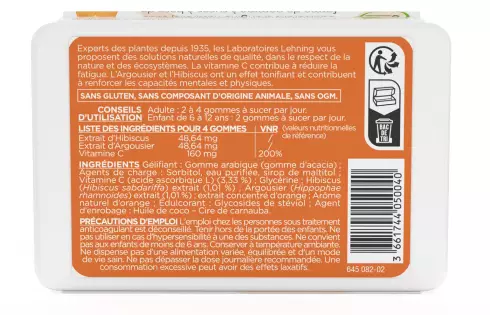 Experts des plantes depuis 1935, les Laboratoires Lehning vous
proposent des solutions naturelles de qualité, dans le respect de
la nature et des écosystèmes. La vitamine C contribue à réduire la
fatigue. L'Argousier et l'Hibiscus ont un effet tonifiant et contribuent
à renforcer les capacités mentales et physiques.
SANS GLUTEN, SANS COMPOSANT D'ORIGINE ANIMALE, SANS OGM.
CONSEILS Adulte : 2 à 4 gommes à sucer par jour.
D'UTILISATION Enfant de 6 à 12 ans : 2 gommes à sucer par jour.
LISTE DES INGRÉDIENTS POUR 4 GOMMES VNR (valeurs nutritionnelles
de référence)
Extrait d'Hibiscus 48,64 mg /
Extrait d'Argousier 48,64 mg /
Vitamine C 160 mg 200%
INGRÉDIENTS Gélifiant : Gomme arabique (gomme d'acacia) ;
Agents de charge : Sorbitol, eau purifiée, sirop de maltitol ;
Vitamine C (acide ascorbique L) (3,33 %) ; Glycérine ; Hibiscus
(Hibiscus sabdariffa) extrait (1,01 %) ; Argousier (Hippophae
rhamnoides) extrait (1,01%) ; extrait concentré d'orange ; Arôme
naturel d'orange ; Edulcorant : Glycosides de stéviol ; Agent
d'enrobage : Huile de coco – Cire de carnauba.
PRÉCAUTIONS D'EMPLOI L'emploi chez les personnes sous traitement
anticoagulant est déconseillé. Tenir hors de la portée des enfants. Ne
pas utiliser en cas d'hypersensibilité à une des substances. Ne convient
pas aux enfants de moins de 6 ans. Conserver à température ambiante.
Ne dispense pas d'une alimentation variée, équilibrée et d'un mode
de vie sain. Ne pas dépasser la dose journalière recommandée. Une
consommation excessive peut avoir des effets laxatifs.
BAC
DE TRI
3 661744 050040
645 082-02